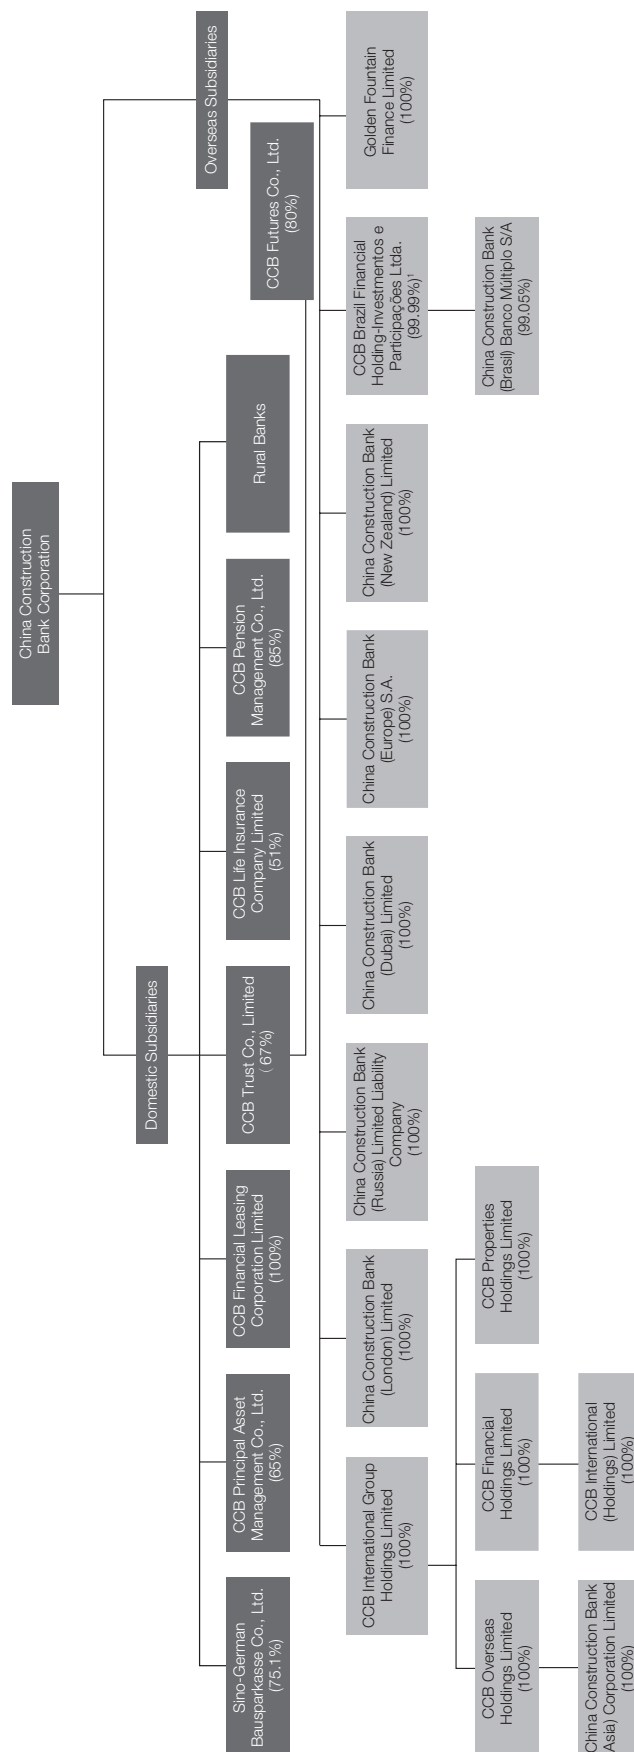 China Construction
Bank Corporation
Domestic Subsidiaries
Overseas Subsidiaries
Sino-German
Bausparkasse Co., Ltd.
(75.1%)
CCB Principal Asset
Management Co., Ltd.
(65%)
CCB Financial Leasing
Corporation Limited
(100%)
CCB Trust Co., Limited
(67%)
CCB Life Insurance
Company Limited
(51%)
CCB Pension
Management Co., Ltd.
(85%)
Rural Banks
CCB Futures Co., Ltd.
(80%)
CCB International Group
Holdings Limited
(100%)
China Construction Bank
(London) Limited
(100%)
China Construction Bank
(Russia) Limited Liability
Company
(100%)
China Construction Bank
(Dubai) Limited
(100%)
China Construction Bank
(Europe) S.A.
(100%)
China Construction Bank
(New Zealand) Limited
(100%)
CCB Brazil Financial
Holding-Investimentos e
Participações Ltda.
(99.99%)¹
Golden Fountain
Finance Limited
(100%)
CCB Overseas
Holdings Limited
(100%)
CCB Financial
Holdings Limited
(100%)
CCB Properties
Holdings Limited
(100%)
China Construction Bank
(Brasil) Banco Múltiplo S/A
(99.05%)
China Construction Bank
Asia) Corporation Limited
(100%)
CCB International
(Holdings) Limited
(100%)